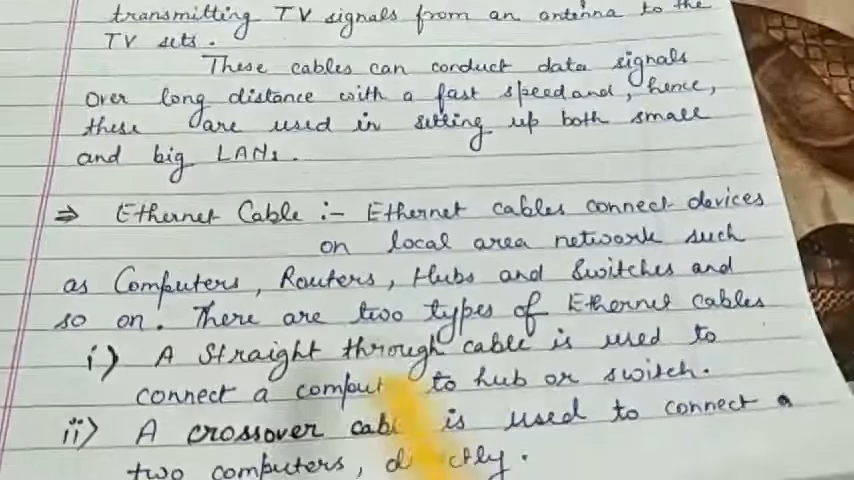 transmitting TV signals from an antenna to the
TV sets.
These cables can conduct data signals
over long distance with a fast speed and, hence,
these are used in setting up both small
and big LANs.
⇒ Ethernet Cable :- Ethernet cables connect devices
on local area network such
as Computers, Routers, Hubs and Switches and
so on. There are two types of Ethernet cables
i) A Straight through cable is used to
connect a comput to hub or switch.
ii) A crossover cabl is used to connect a
two computers, d ctly.